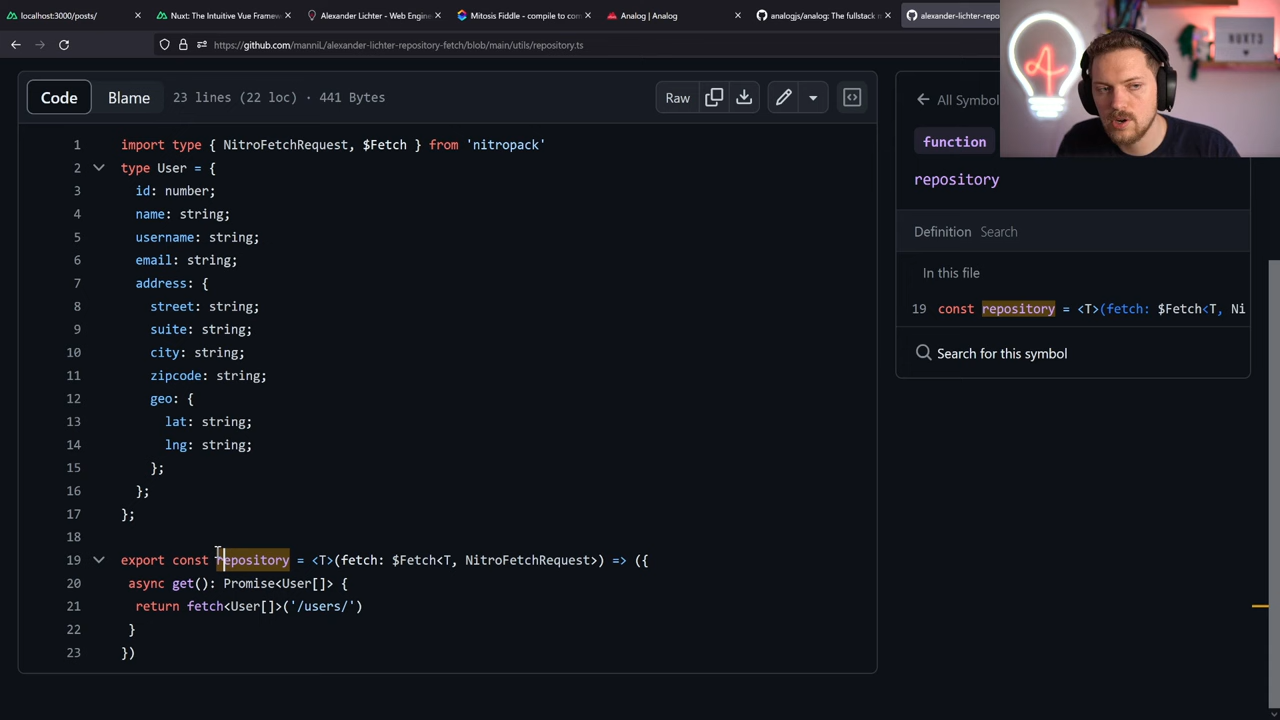 localhost:3000/posts/
Nuxt: The Intuitive Vue Framew
Alexander Lichter - Web Engine
Mitosis Fiddle - compile to con
Analog | Analog
analogjs/analog: The fullstack n
alexander-lichter-repo
https://github.com/manniL/alexander-lichter-repository-fetch/blob/main/utils/repository.ts
NUXT3
Code
Blame
23 lines (22 loc) · 441 Bytes
Raw
1 import type { NitroFetchRequest, $Fetch } from 'nitropack'
2 type User = {
3 id: number;
4 name: string;
5 username: string;
6 email: string;
7 address: {
8 street: string;
9 suite: string;
10 city: string;
11 zipcode: string;
12 geo: {
13 lat: string;
14 lng: string;
15 };
16 };
17 };
18
19 export const repository = <T>(fetch: $Fetch<T, NitroFetchRequest>) => ({
20 async get(): Promise<User[]> {
21 return fetch<User[]>('/users/')
22 }
23 })
All Symbol
function
repository
Definition Search
In this file
19 const repository = <T>(fetch: $Fetch<T, Ni
Search for this symbol